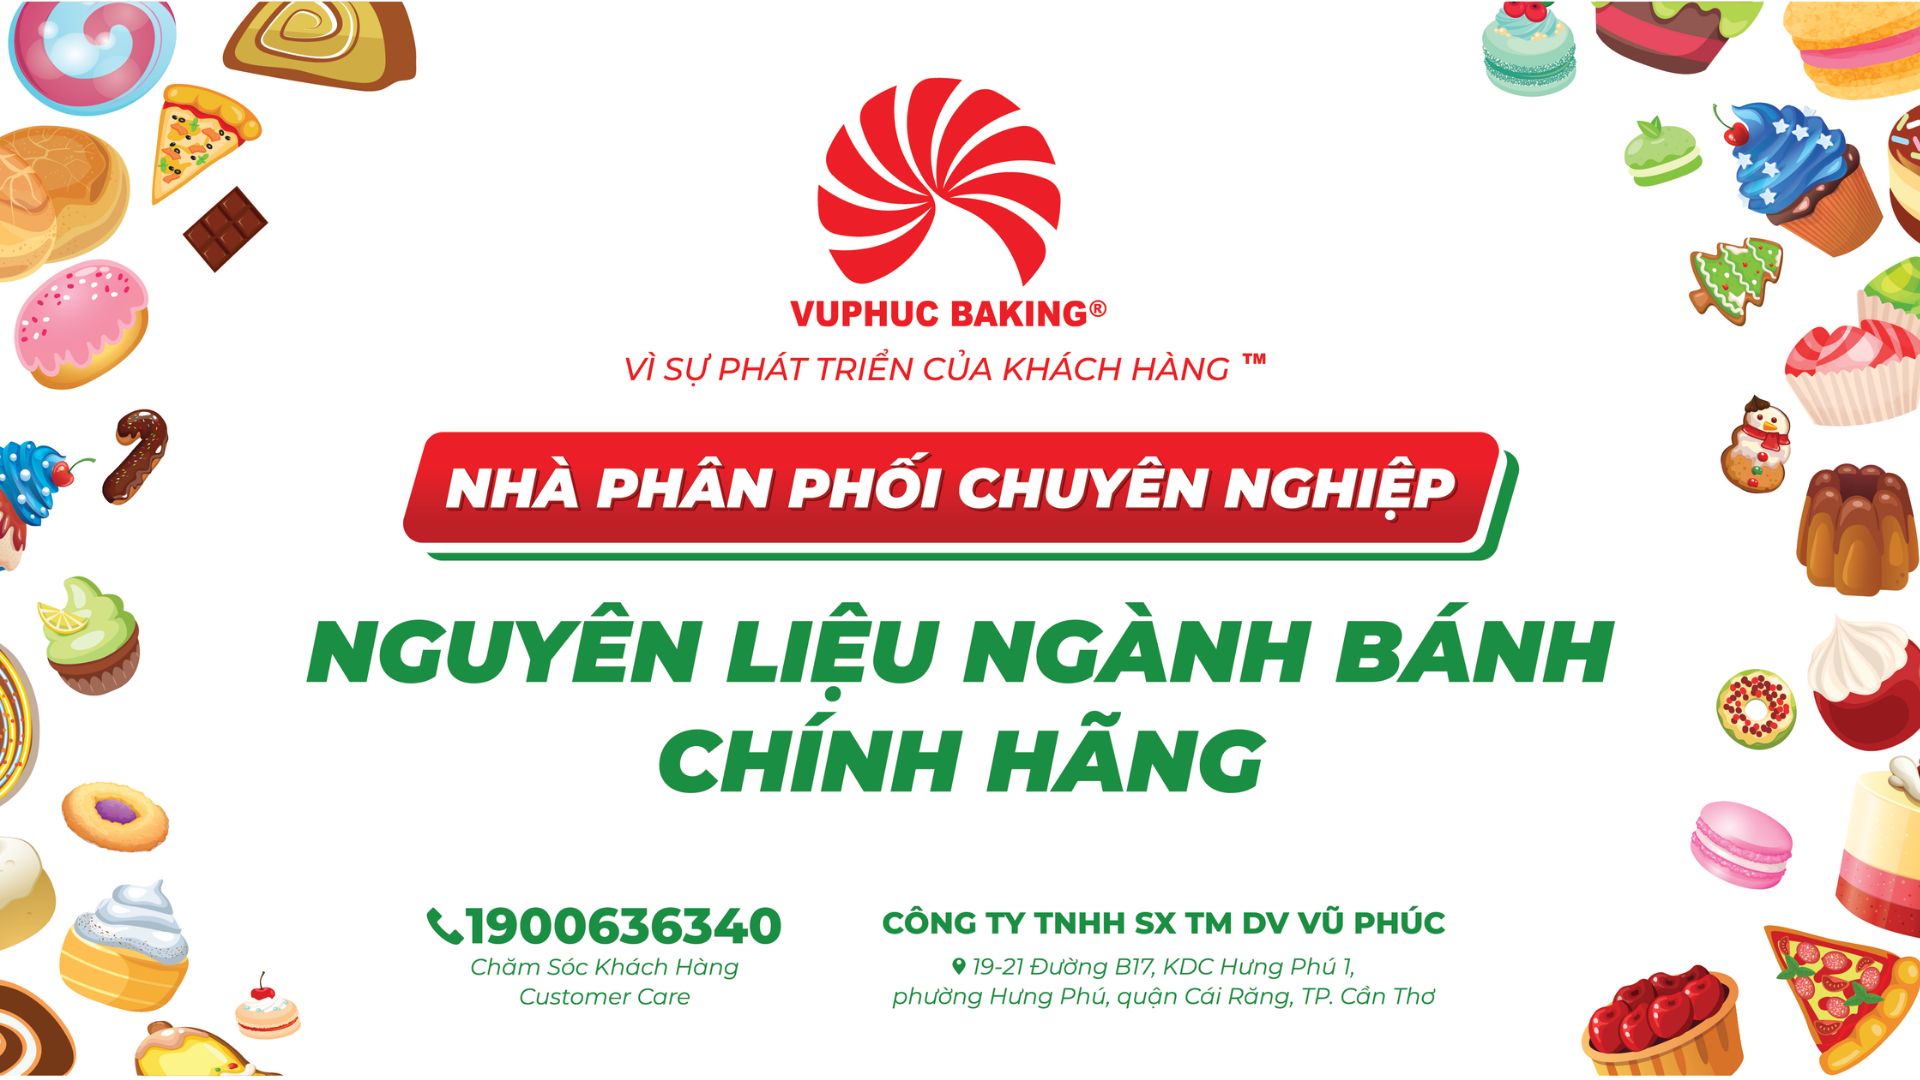 VUPHUC BAKING®
VÌ SỰ PHÁT TRIỂN CỦA KHÁCH HÀNG ™
NHÀ PHÂN PHỐI CHUYÊN NGHIỆP
NGUYÊN LIỆU NGÀNH BÁNH
CHÍNH HÃNG
1900636340
Chăm Sóc Khách Hàng
Customer Care
CÔNG TY TNHH SX TM DV VŨ PHÚC
19-21 Đường B17, KDC Hưng Phú 1,
phường Hưng Phú, quận Cái Răng, TP. Cần Thơ